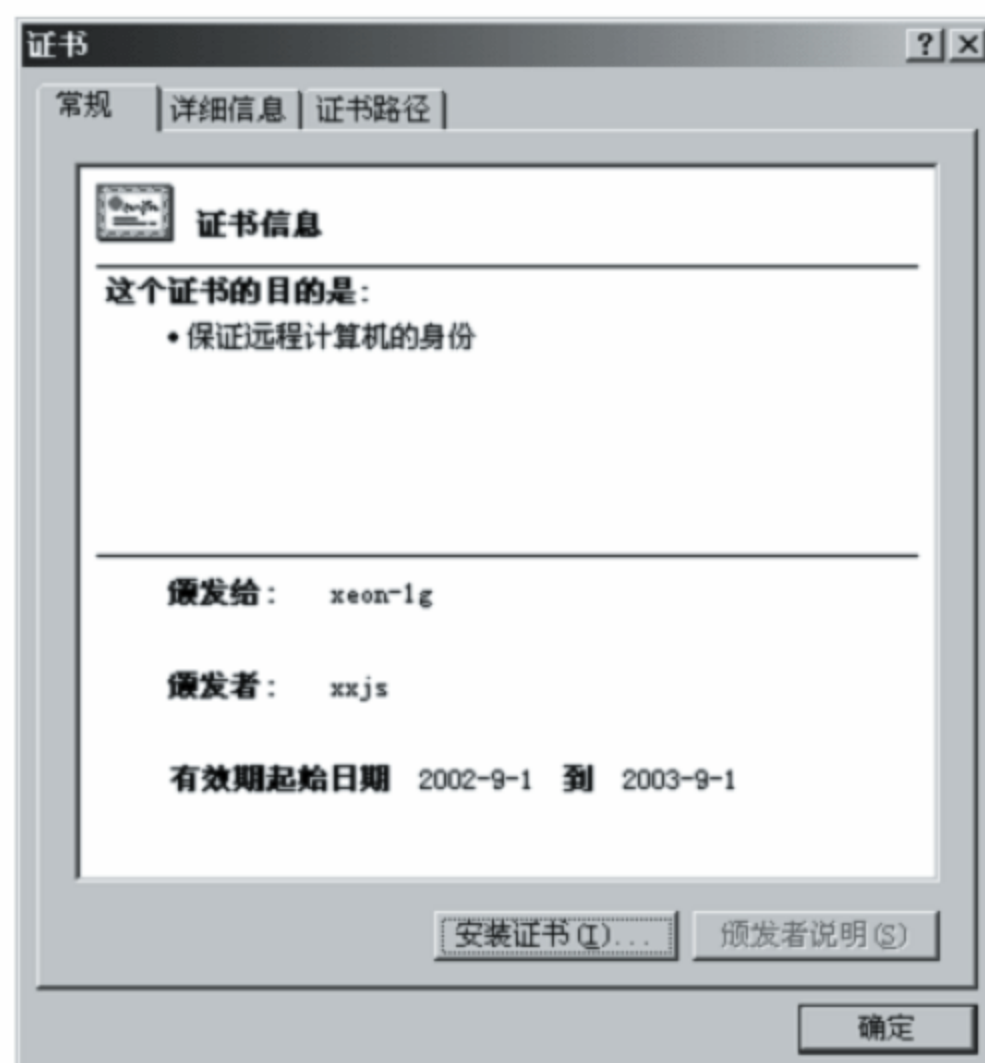 证书
常规 详细信息 证书路径
证书信息
这个证书的目的是:
•保证远程计算机的身份
颁发给: xeon-1g
颁发者: xxjs
有效期起始日期 2002-9-1 到 2003-9-1
安装证书(I)... 颁发者说明(S)
确定